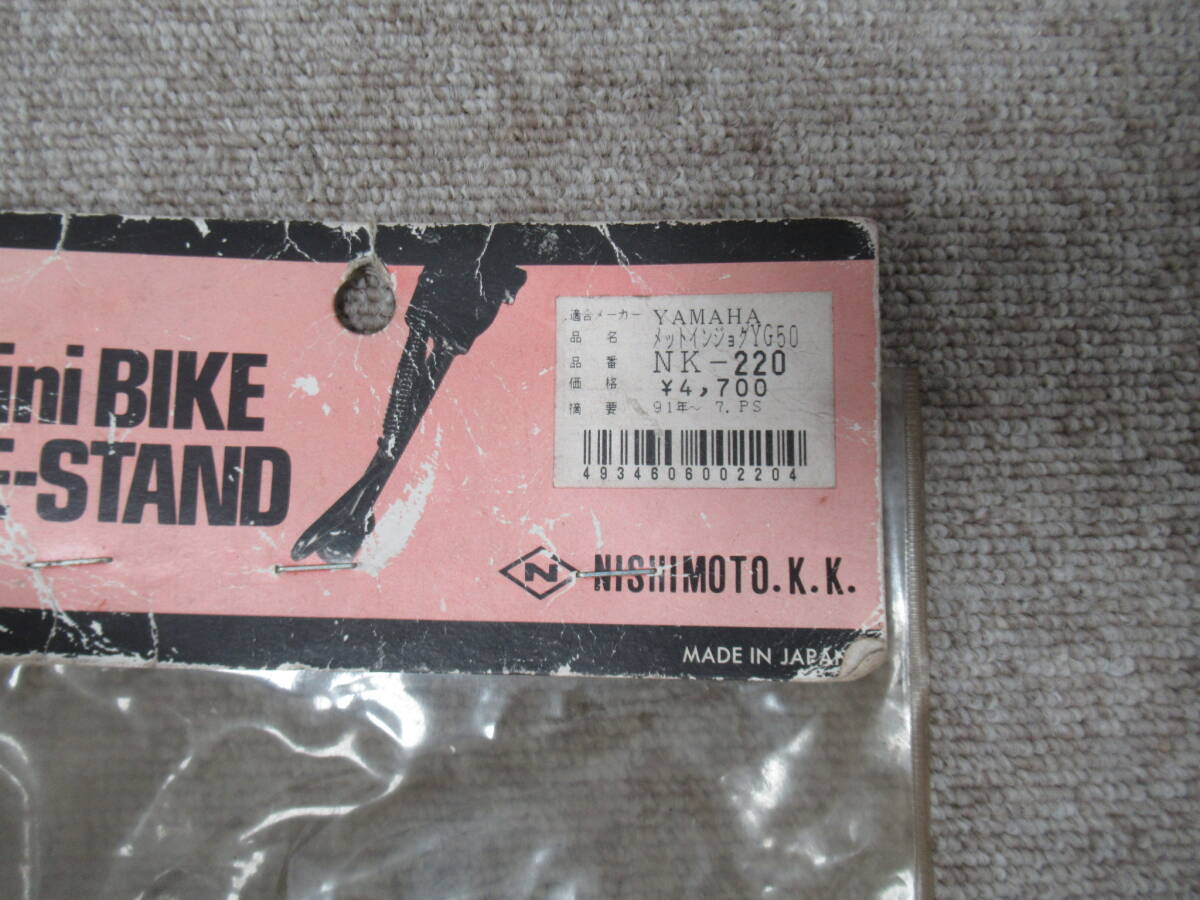 ini BIKE
E-STAND
適合メーカー YAMAHA
品 名 メットインジョグYG50
品 番 NK-220
価 格 ¥4,700
摘 要 91年~ 7. PS
4934606002204
N NISHIMOTO.K.K.
MADE IN JAPAN